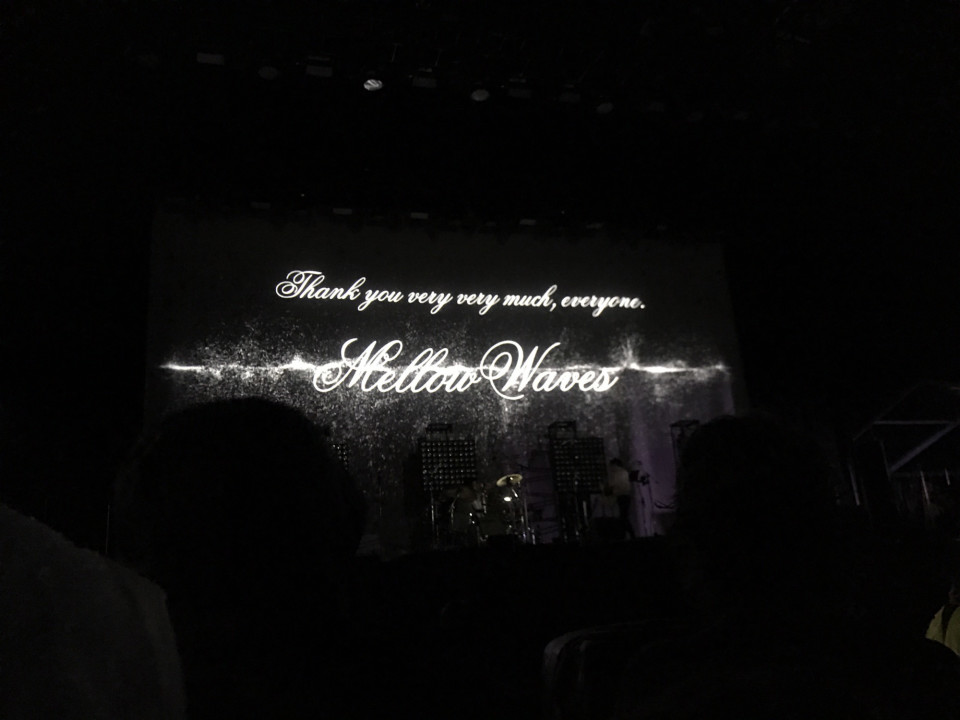 Thank you very very much, everyone.
Mellow Waves